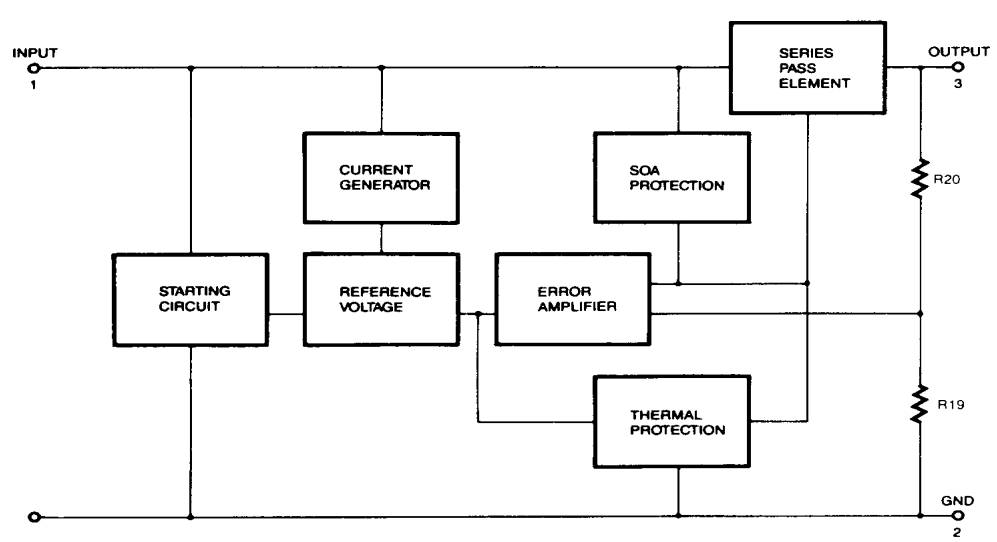 INPUT
1
SERIES
PASS
ELEMENT
OUTPUT
3
CURRENT
GENERATOR
SOA
PROTECTION
R20
STARTING
CIRCUIT
REFERENCE
VOLTAGE
ERROR
AMPLIFIER
THERMAL
PROTECTION
R19
GND
2